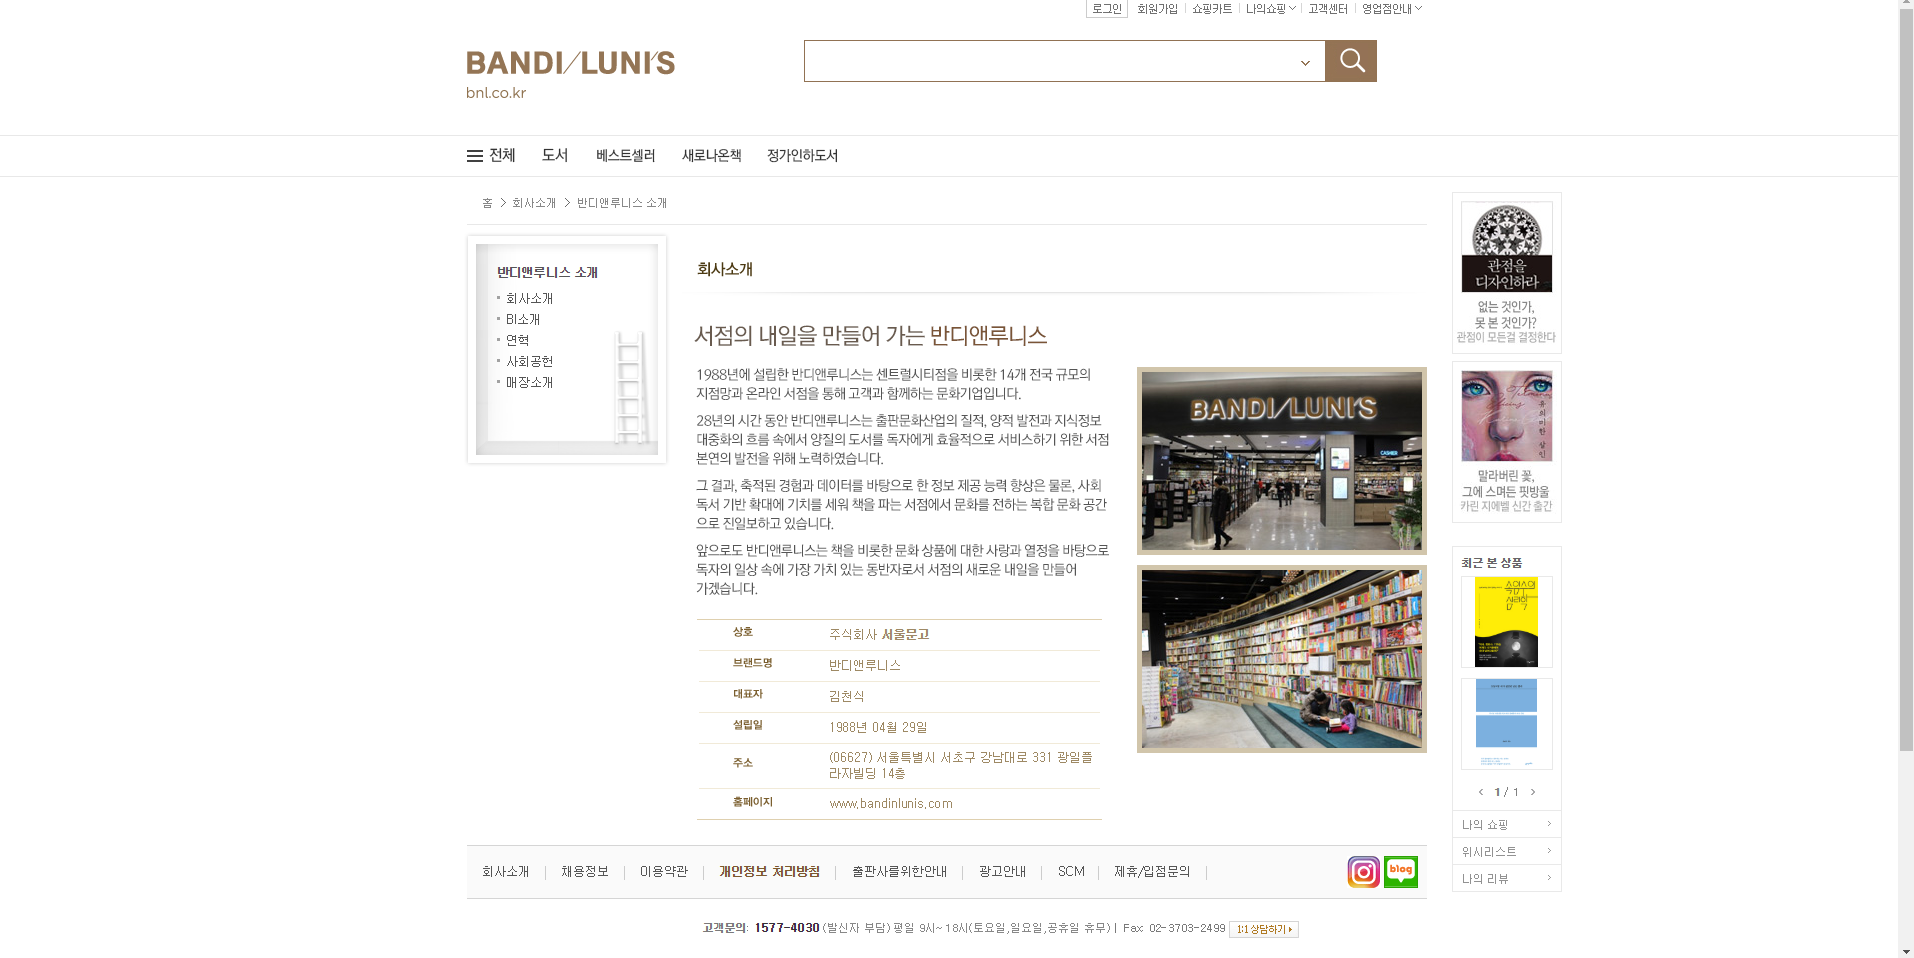 로그인 회원가입 쇼핑카트 나의쇼핑 고객센터 영업점안내
BANDI/LUNI'S
bnl.co.kr
전체 도서 베스트셀러 새로나온책 정가인하도서
홈 > 회사소개 > 반디앤루니스 소개
반디앤루니스 소개
회사소개
BI소개
연혁
사회공헌
매장소개
회사소개
서점의 내일을 만들어 가는 반디앤루니스
1988년에 설립한 반디앤루니스는 센트럴시티점을 비롯한 14개 전국 규모의
지점망과 온라인 서점을 통해 고객과 함께하는 문화기업입니다.
28년의 시간 동안 반디앤루니스는 출판문화산업의 질적, 양적 발전과 지식정보
대중화의 흐름 속에서 양질의 도서를 독자에게 효율적으로 서비스하기 위한 서점
본연의 발전을 위해 노력하였습니다.
그 결과, 축적된 경험과 데이터를 바탕으로 한 정보 제공 능력 향상은 물론, 사회
독서 기반 확대에 기치를 세워 책을 파는 서점에서 문화를 전하는 복합 문화 공간
으로 진일보하고 있습니다.
앞으로도 반디앤루니스는 책을 비롯한 문화 상품에 대한 사랑과 열정을 바탕으로
독자의 일상 속에 가장 가치 있는 동반자로서 서점의 새로운 내일을 만들어
가겠습니다.
상호 주식회사 서울문고
브랜드명 반디앤루니스
대표자 김천식
설립일 1988년 04월 29일
주소 (06627) 서울특별시 서초구 강남대로 331 광일플
라자빌딩 14층
홈페이지 www.bandinlunis.com
BANDI/LUNI'S
CASHIER
관점을
디자인하라
없는 것인가,
못 본 것인가?
관점이 모든걸 결정한다
말라버린 꽃,
그에 스며든 핏방울
카린 지에벨 신간 출간
최근 본 상품
< 1 / 1 >
나의 쇼핑
위시리스트
나의 리뷰
회사소개 | 채용정보 | 이용약관 | 개인정보 처리방침 | 출판사를위한안내 | 광고안내 | SCM | 제휴/입점문의 |
blog
고객문의: 1577-4030 (발신자 부담) 평일 9시~ 18시(토요일,일요일,공휴일 휴무) | Fax: 02-3703-2499 1:1 상담하기